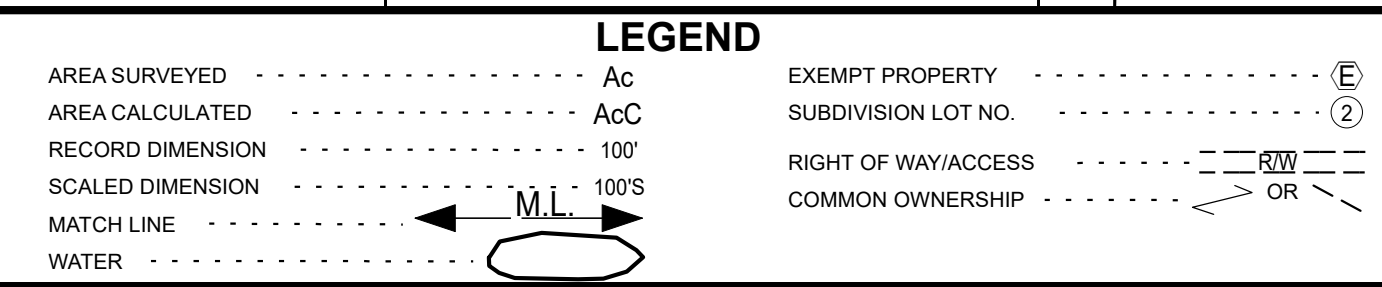 LEGEND
AREA SURVEYED - - - - - - - - - - - - - - - - - Ac
AREA CALCULATED - - - - - - - - - - - - - - AcC
RECORD DIMENSION - - - - - - - - - - - - - - 100'
SCALED DIMENSION - - - - - - - - - - - - - - 100'S
MATCH LINE - - - - - - - - - M.L.
WATER - - - - - - - - - - - - - - - - -
EXEMPT PROPERTY - - - - - - - - - - - - - - E
SUBDIVISION LOT NO. - - - - - - - - - - - - - 2
RIGHT OF WAY/ACCESS - - - - - - R/W
COMMON OWNERSHIP - - - - - - - OR